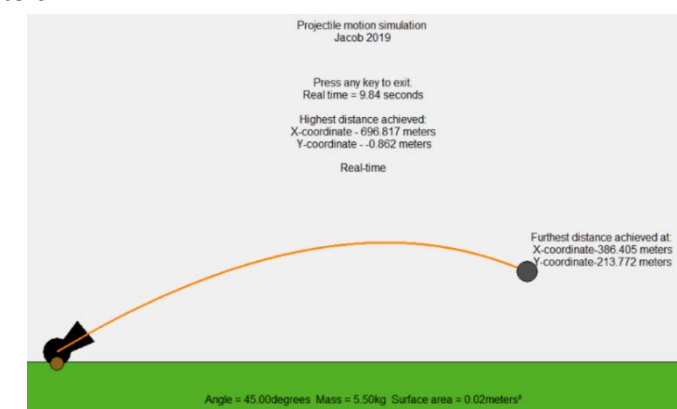 Projectile motion simulation
Jacob 2019
Press any key to exit.
Real time = 9.84 seconds
Highest distance achieved:
X-coordinate - 696.817 meters
Y-coordinate - -0.862 meters
Real-time
Furthest distance achieved at:
X-coordinate-386.405 meters
Y-coordinate-213.772 meters
Angle = 45.00degrees Mass = 5.50kg Surface area = 0.02meters²